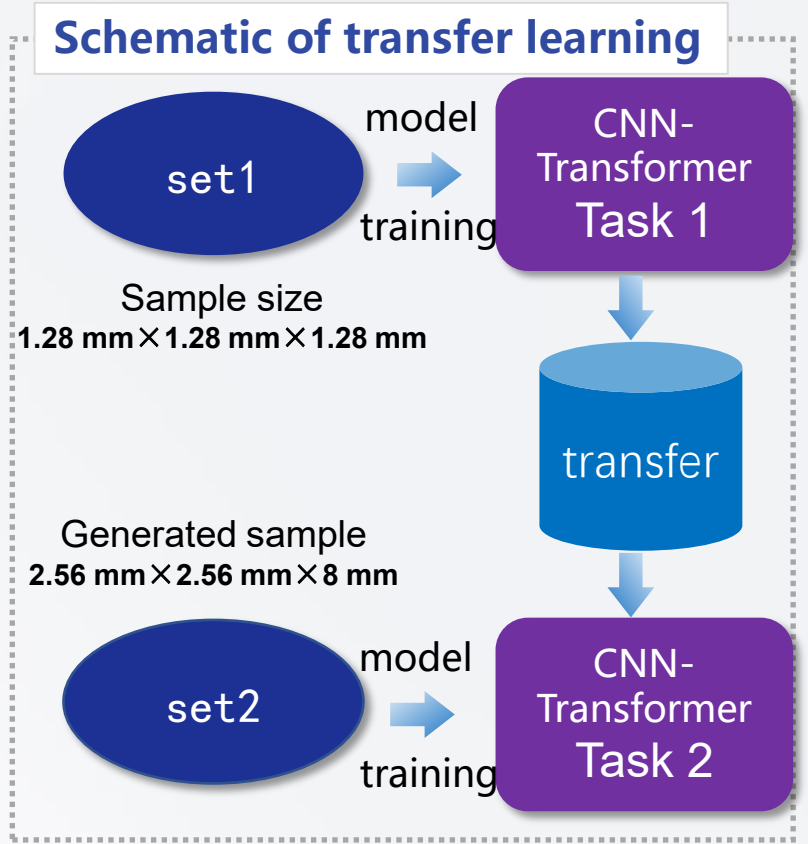 Schematic of transfer learning
set1
model
training
CNN-
Transformer
Task 1
Sample size
1.28 mm×1.28 mm×1.28 mm
transfer
Generated sample
2.56 mm×2.56 mm×8 mm
set2
model
training
CNN-
Transformer
Task 2